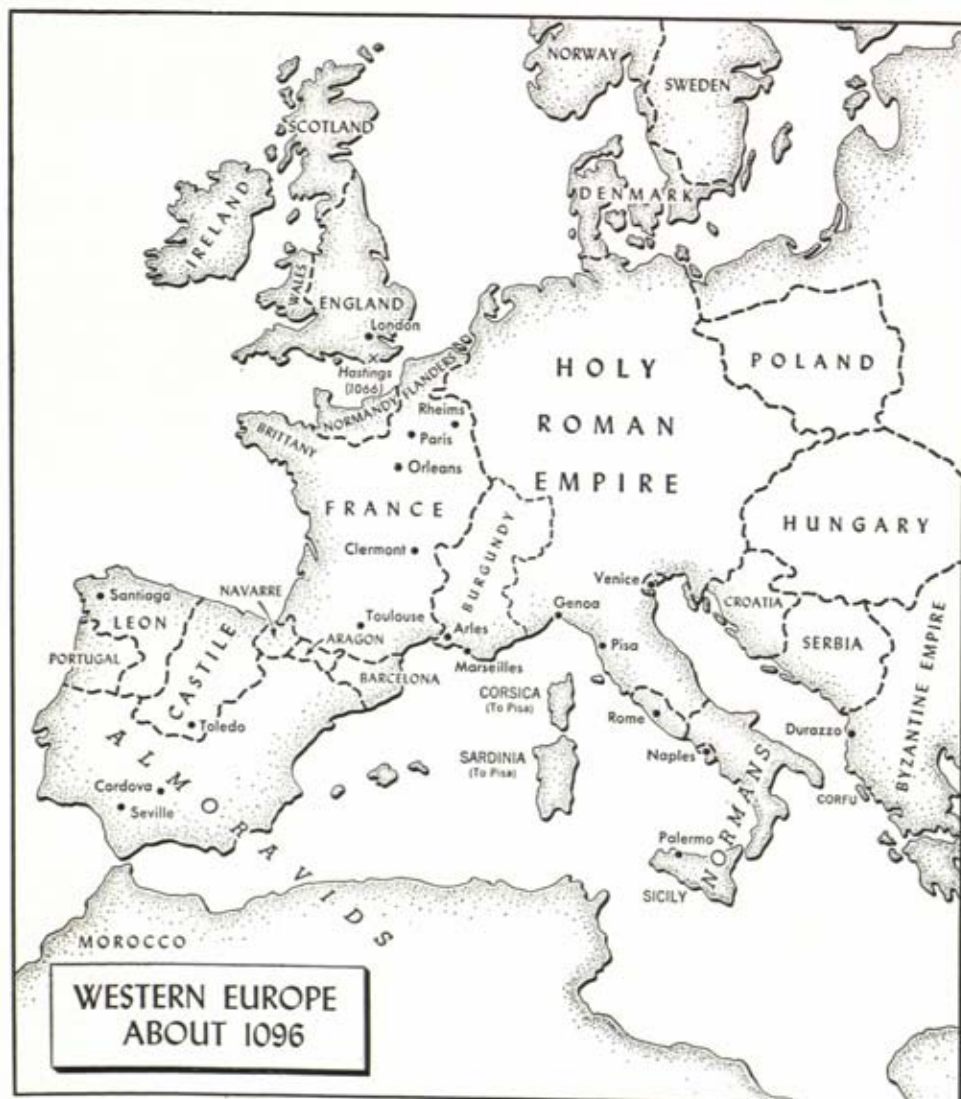 NORWAY
SWEDEN
SCOTLAND
DENMARK
IRELAND
WALES
ENGLAND
London
Hastings
(1066)
FLANDERS
NORMANDY
BRITTANY
Rheims
Paris
Orleans
HOLY
ROMAN
EMPIRE
POLAND
FRANCE
HUNGARY
Clermont
BURGUNDY
Venice
CROATIA
Santiaga
NAVARRE
LEON
Toulouse
Arles
Genoa
ARAGON
PORTUGAL
CASTILE
BARCELONA
Marseilles
Pisa
SERBIA
BYZANTINE EMPIRE
CORSICA
(To Pisa)
Rome
Toledo
Durazzo
SARDINIA
(To Pisa)
Naples
ALMORAVIDS
Cordova
Seville
NORMANS
CORFU
Palermo
SICILY
MOROCCO
WESTERN EUROPE
ABOUT 1096